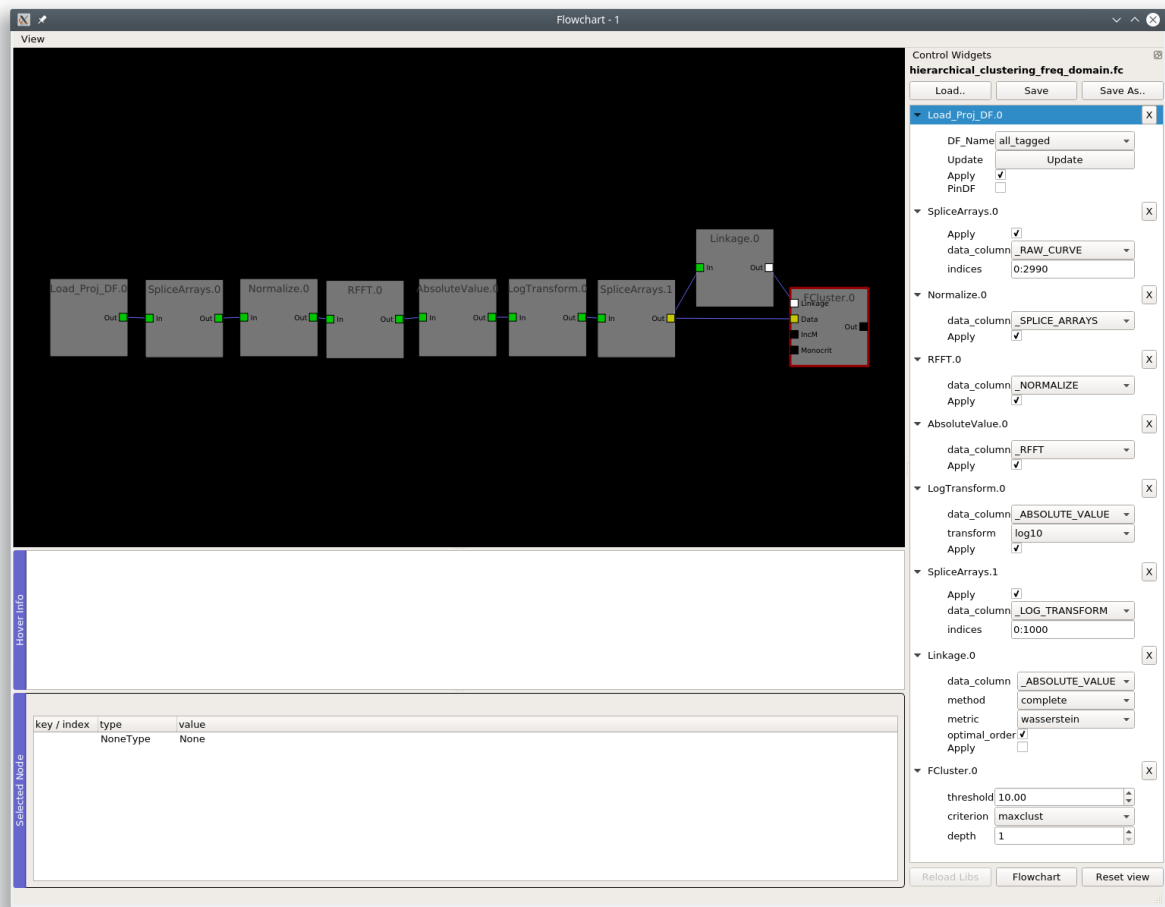 Flowchart - 1
View
Load_Proj_DF.0
Out
SpliceArrays.0
In Out
Normalize.0
In Out
RFFT.0
In Out
AbsoluteValue.0
In Out
LogTransform.0
In Out
SpliceArrays.1
In Out
Linkage.0
In Out
FCluster.0
Linkage
Data
IncM
Monocrit
Out
Hover Info
Selected Node
key / index type value
NoneType None
Control Widgets
hierarchical_clustering_freq_domain.fc
Load.. Save Save As..
Load_Proj_DF.0 X
DF_Name all_tagged
Update Update
Apply
PinDF
SpliceArrays.0 X
Apply
data_column _RAW_CURVE
indices 0:2990
Normalize.0 X
data_column _SPLICE_ARRAYS
Apply
RFFT.0 X
data_column _NORMALIZE
Apply
AbsoluteValue.0 X
data_column _RFFT
Apply
LogTransform.0 X
data_column _ABSOLUTE_VALUE
transform log10
Apply
SpliceArrays.1 X
Apply
data_column _LOG_TRANSFORM
indices 0:1000
Linkage.0 X
data_column _ABSOLUTE_VALUE
method complete
metric wasserstein
optimal_order
Apply
FCluster.0 X
threshold 10.00
criterion maxclust
depth 1
Reload Libs Flowchart Reset view